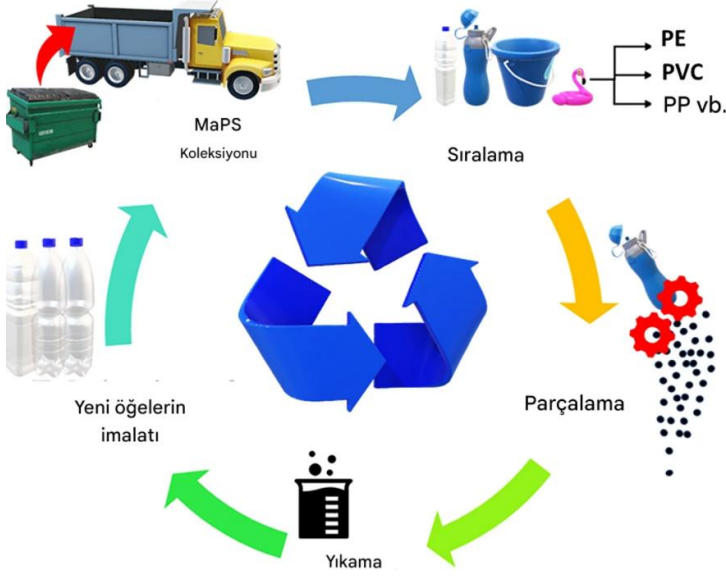 MaPS
Koleksiyonu
PE
PVC
PP vb.
Sıralama
Parçalama
Yıkama
Yeni öğelerin
imalatı